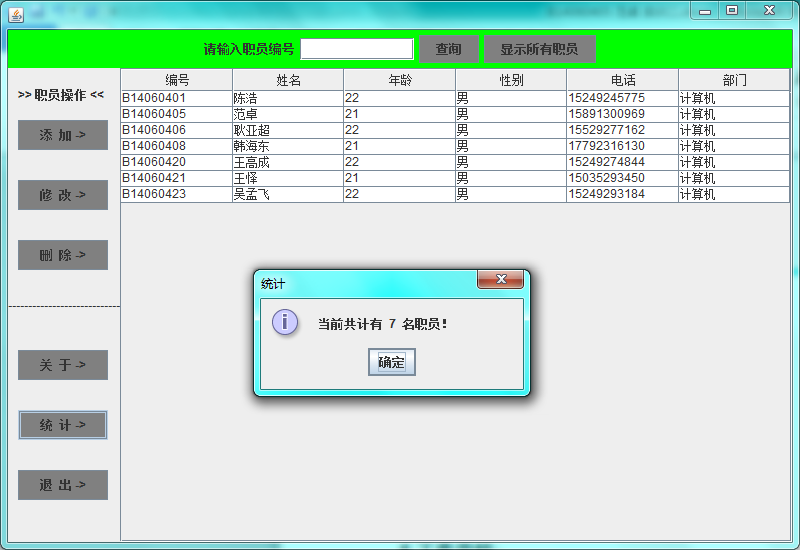 请输入职员编号 查询 显示所有职员
>> 职员操作 <<
添 加 ->
修 改 ->
删 除 ->
关 于 ->
统 计 ->
退 出 ->
编号 姓名 年龄 性别 电话 部门
B14060401 陈浩 22 男 15249245775 计算机
B14060405 范卓 21 男 15891300969 计算机
B14060406 耿亚超 22 男 15529277162 计算机
B14060408 韩海东 21 男 17792316130 计算机
B14060420 王高成 22 男 15249274844 计算机
B14060421 王怿 21 男 15035293450 计算机
B14060423 吴孟飞 22 男 15249293184 计算机
统计
当前共计有 7 名职员!
确定